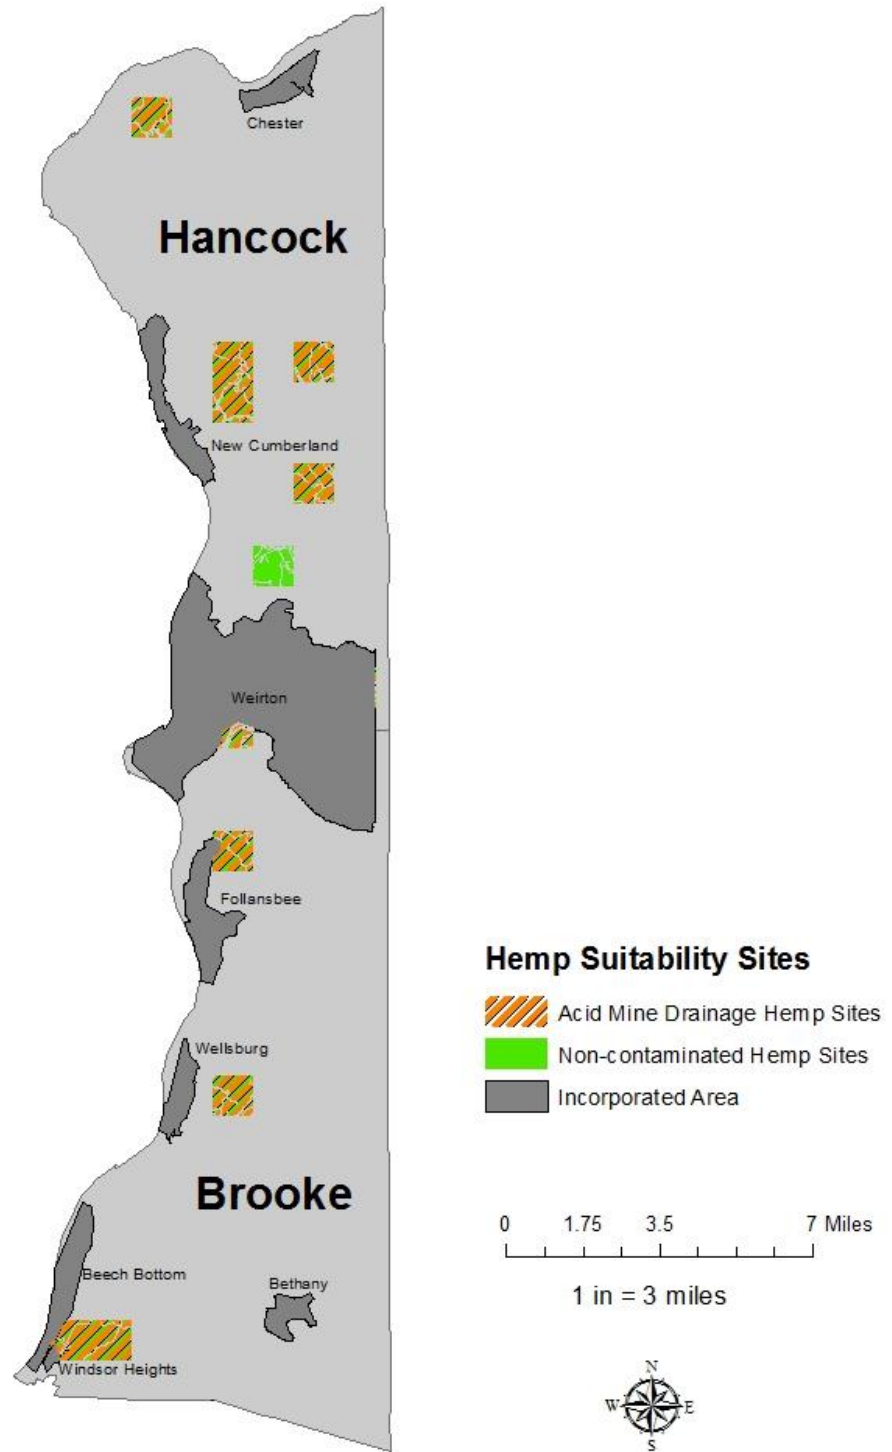 Chester
Hancock
New Cumberland
Weirton
Follansbee
Wellsburg
Brooke
Beech Bottom
Bethany
Windsor Heights
Hemp Suitability Sites
Acid Mine Drainage Hemp Sites
Non-contaminated Hemp Sites
Incorporated Area
0 1.75 3.5 7 Miles
1 in = 3 miles
N
W E
S